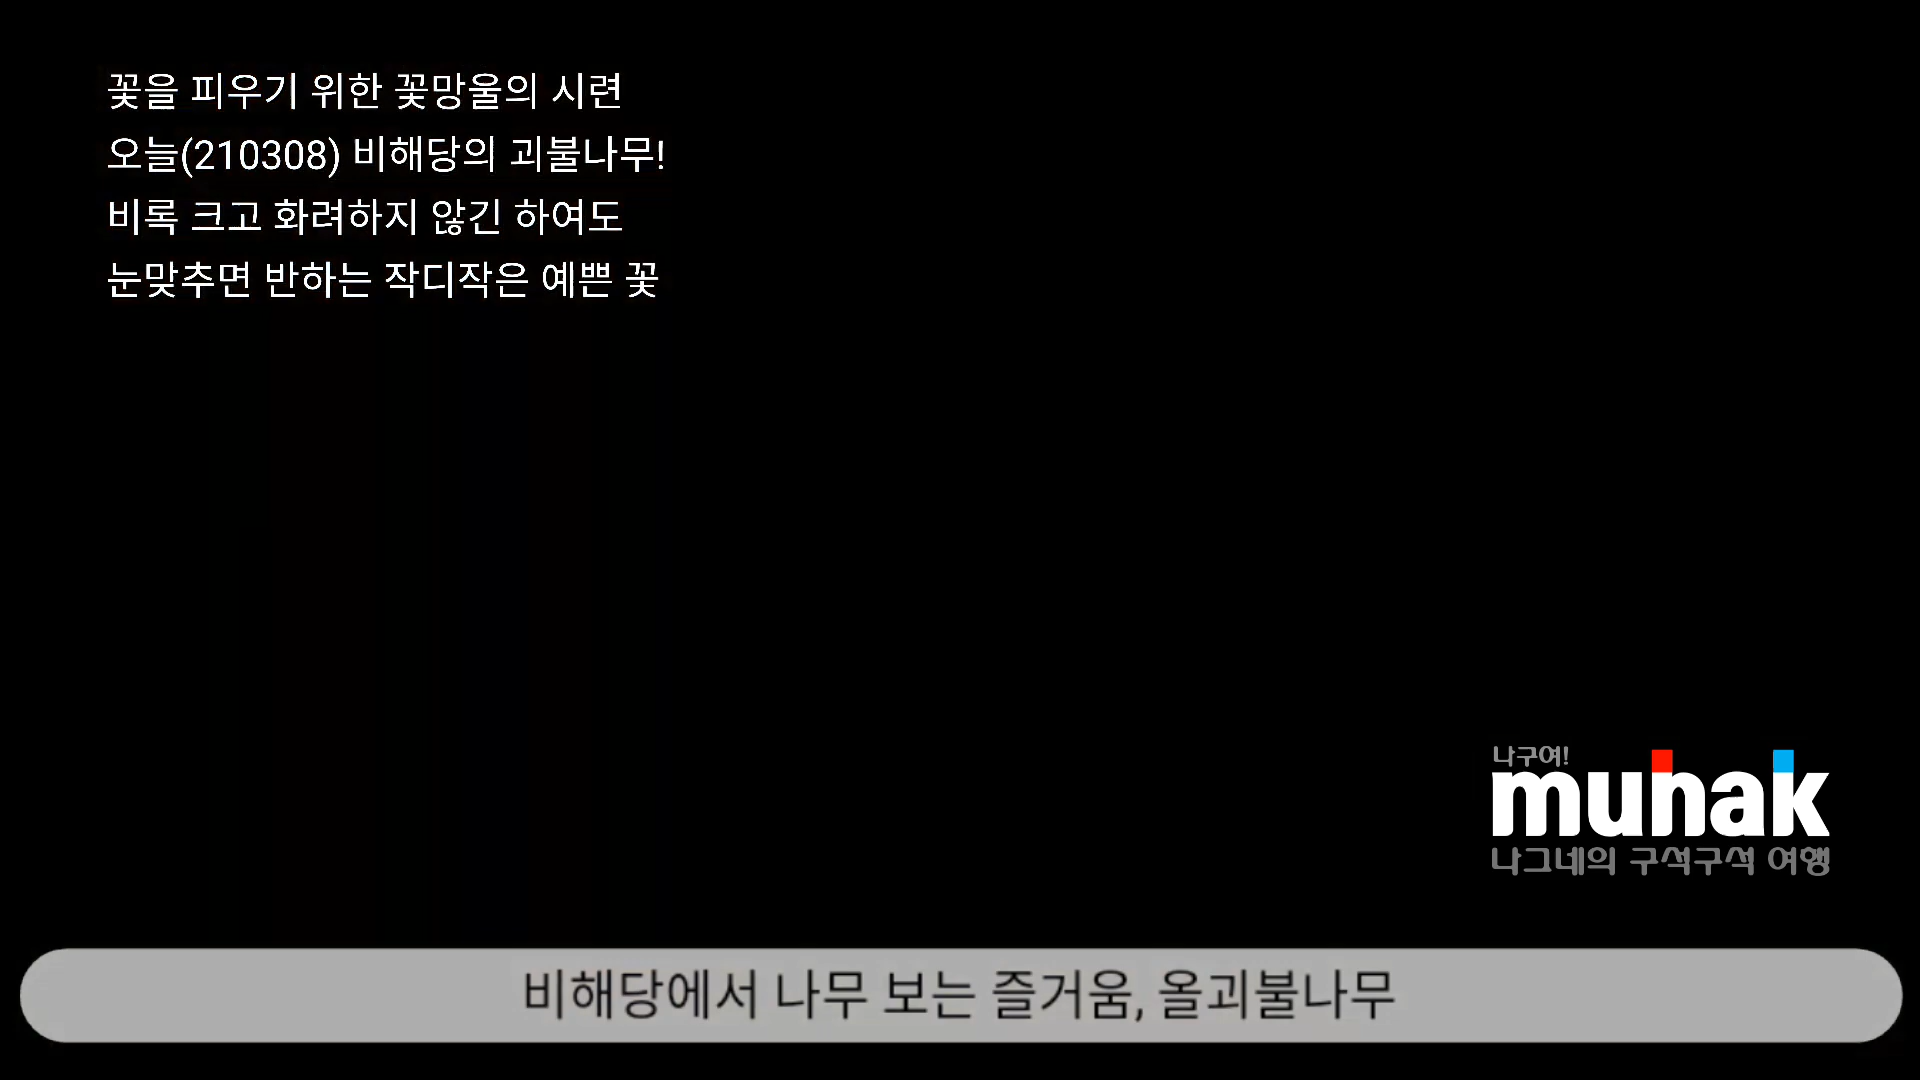 꽃을 피우기 위한 꽃망울의 시련
오늘(210308) 비해당의 괴불나무!
비록 크고 화려하지 않긴 하여도
눈맞추면 반하는 작디작은 예쁜 꽃
나구여!
munak
나그네의 구석구석 여행
비해당에서 나무 보는 즐거움, 올괴불나무